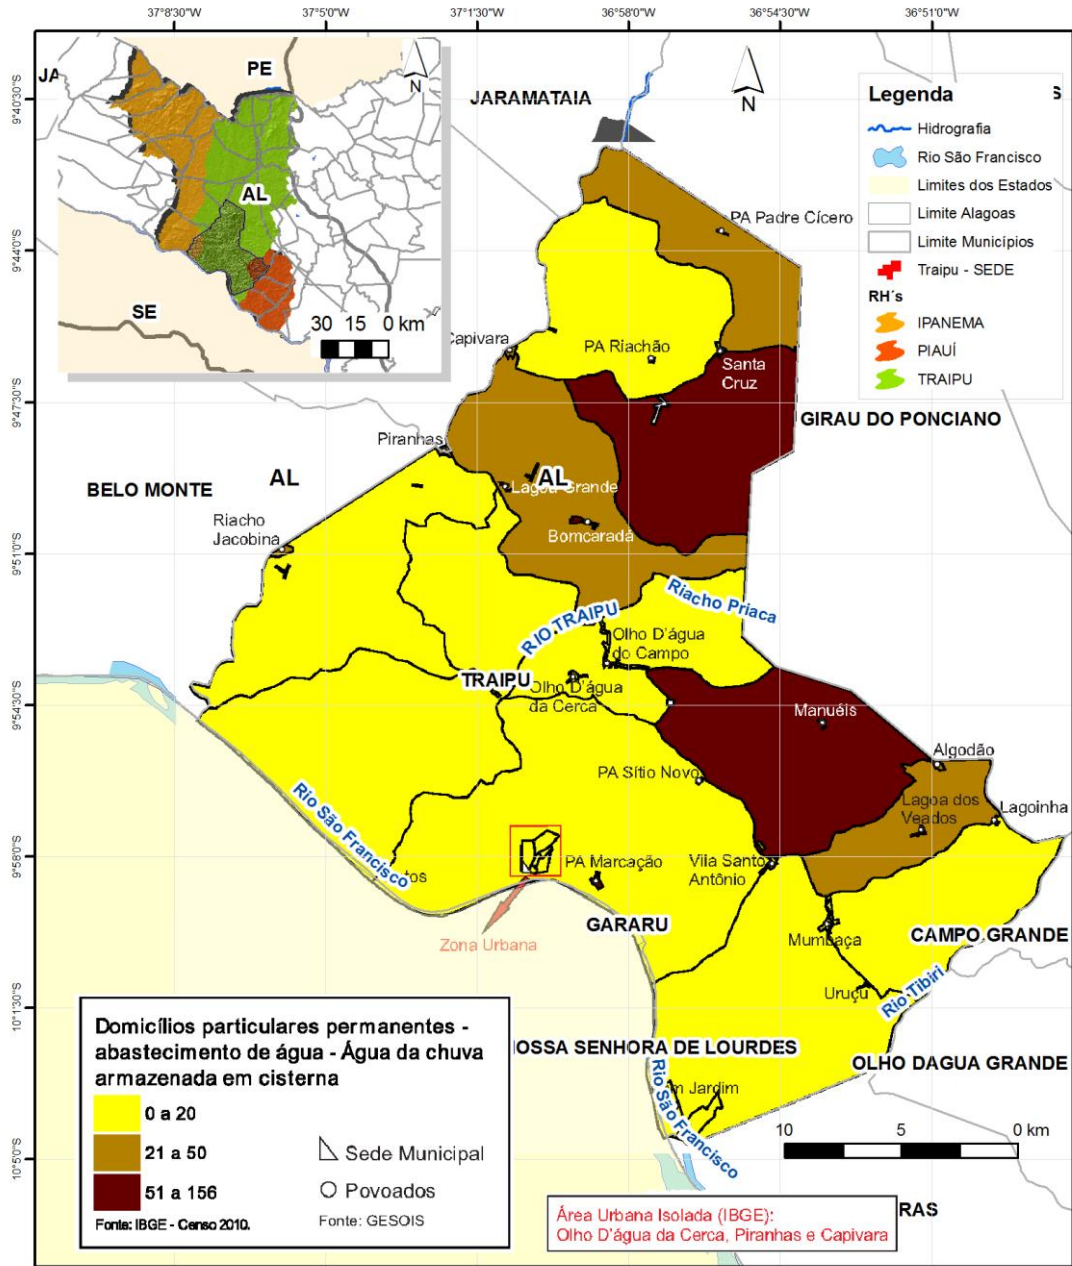 37°8'30"W
37°5'0"W
37°1'30"W
36°58'0"W
36°54'30"W
36°51'0"W
9°40'30"S
9°44'0"S
9°47'30"S
9°51'0"S
9°54'30"S
9°58'0"S
10°1'30"S
10°5'0"S
JA
PE
N
AL
SE
30 15 0 km
JARAMATAIA
N
Legenda
S
Hidrografia
Rio São Francisco
Limites dos Estados
Limite Alagoas
Limite Municípios
Traipu - SEDE
RH´s
IPANEMA
PIAUÍ
TRAIPU
PA Padre Cícero
Capivara
PA Riachão
Santa
Cruz
GIRAU DO PONCIANO
Piranhas
BELO MONTE
AL
AL
Lagoa Grande
Riacho
Jacobina
Bomcarada
Riacho Priaca
RIO TRAIPU
Olho D'água
do Campo
TRAIPU
Olho D'água
da Cerca
Manuéis
Algodão
PA Sítio Novo
Lagoa dos
Veados
Lagoinha
Rio São Francisco
tos
PA Marcação
Vila Santo
Antônio
GARARU
Zona Urbana
Mumbaça
CAMPO GRANDE
Uruçu
Rio Tibiri
OSSA SENHORA DE LOURDES
OLHO DAGUA GRANDE
Rio São Francisco
m Jardim
10 5 0 km
Domicílios particulares permanentes -
abastecimento de água - Água da chuva
armazenada em cisterna
0 a 20
21 a 50
51 a 156
Sede Municipal
Povoados
Fonte: IBGE - Censo 2010.
Fonte: GESOIS
RAS
Área Urbana Isolada (IBGE):
Olho D'água da Cerca, Piranhas e Capivara